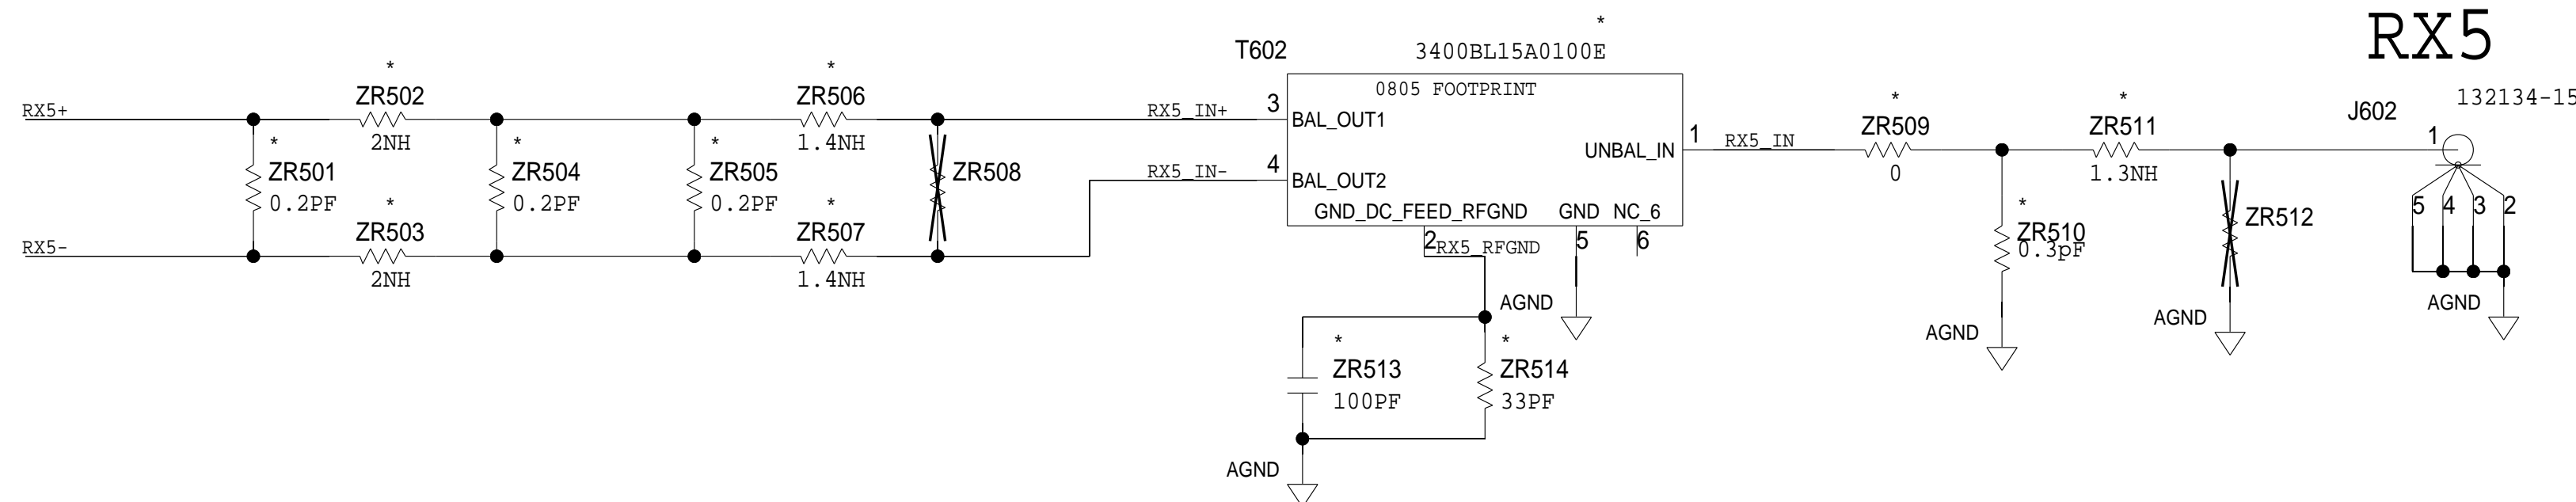 RX5
*
T602
3400BL15A0100E
0805 FOOTPRINT
132134-15
J602
*
ZR502
2NH
*
ZR506
1.4NH
RX5+
RX5_IN+
3
BAL_OUT1
UNBAL_IN
1
RX5_IN
*
ZR509
0
*
ZR511
1.3NH
1
*
ZR501
0.2PF
*
ZR504
0.2PF
*
ZR505
0.2PF
ZR508
RX5_IN-
4
BAL_OUT2
*
ZR503
2NH
*
ZR507
1.4NH
RX5-
GND_DC_FEED_RFGND
GND
NC_6
2
RX5_RFGND
5
6
*
ZR510
0.3pF
ZR512
5
4
3
2
AGND
AGND
AGND
AGND
*
ZR513
100PF
*
ZR514
33PF
AGND